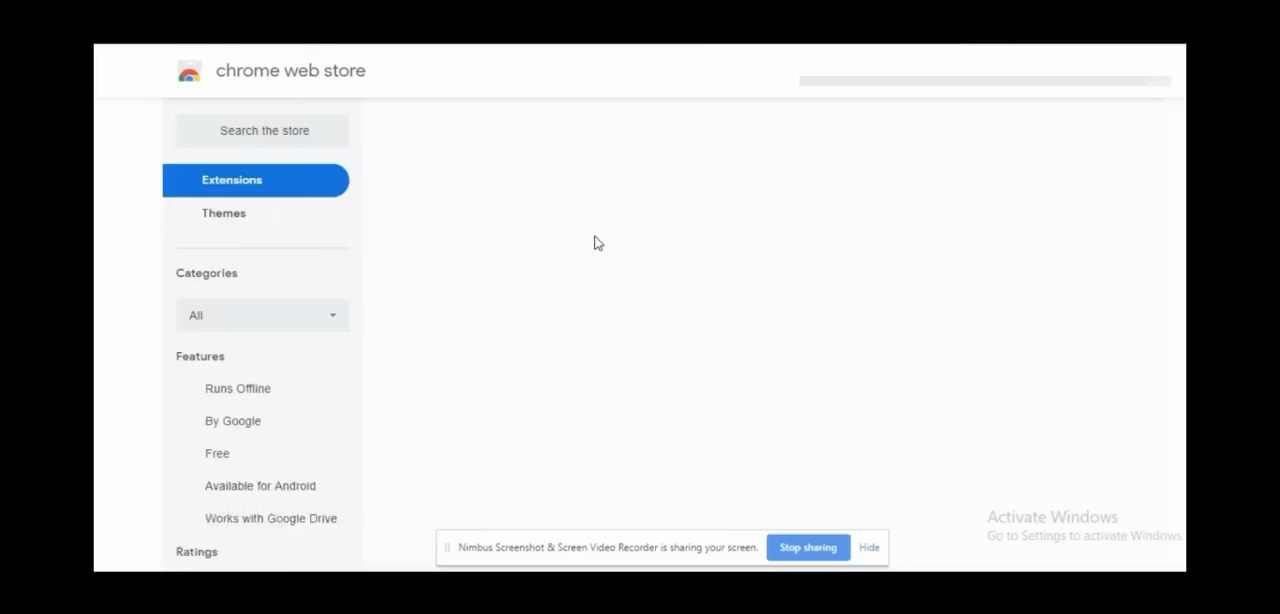 chrome web store
Search the store
Extensions
Themes
Categories
All
Features
Runs Offline
By Google
Free
Available for Android
Works with Google Drive
Ratings
Nimbus Screenshot & Screen Video Recorder is sharing your screen.
Stop sharing
Hide
Activate Windows
Go to Settings to activate Windows.